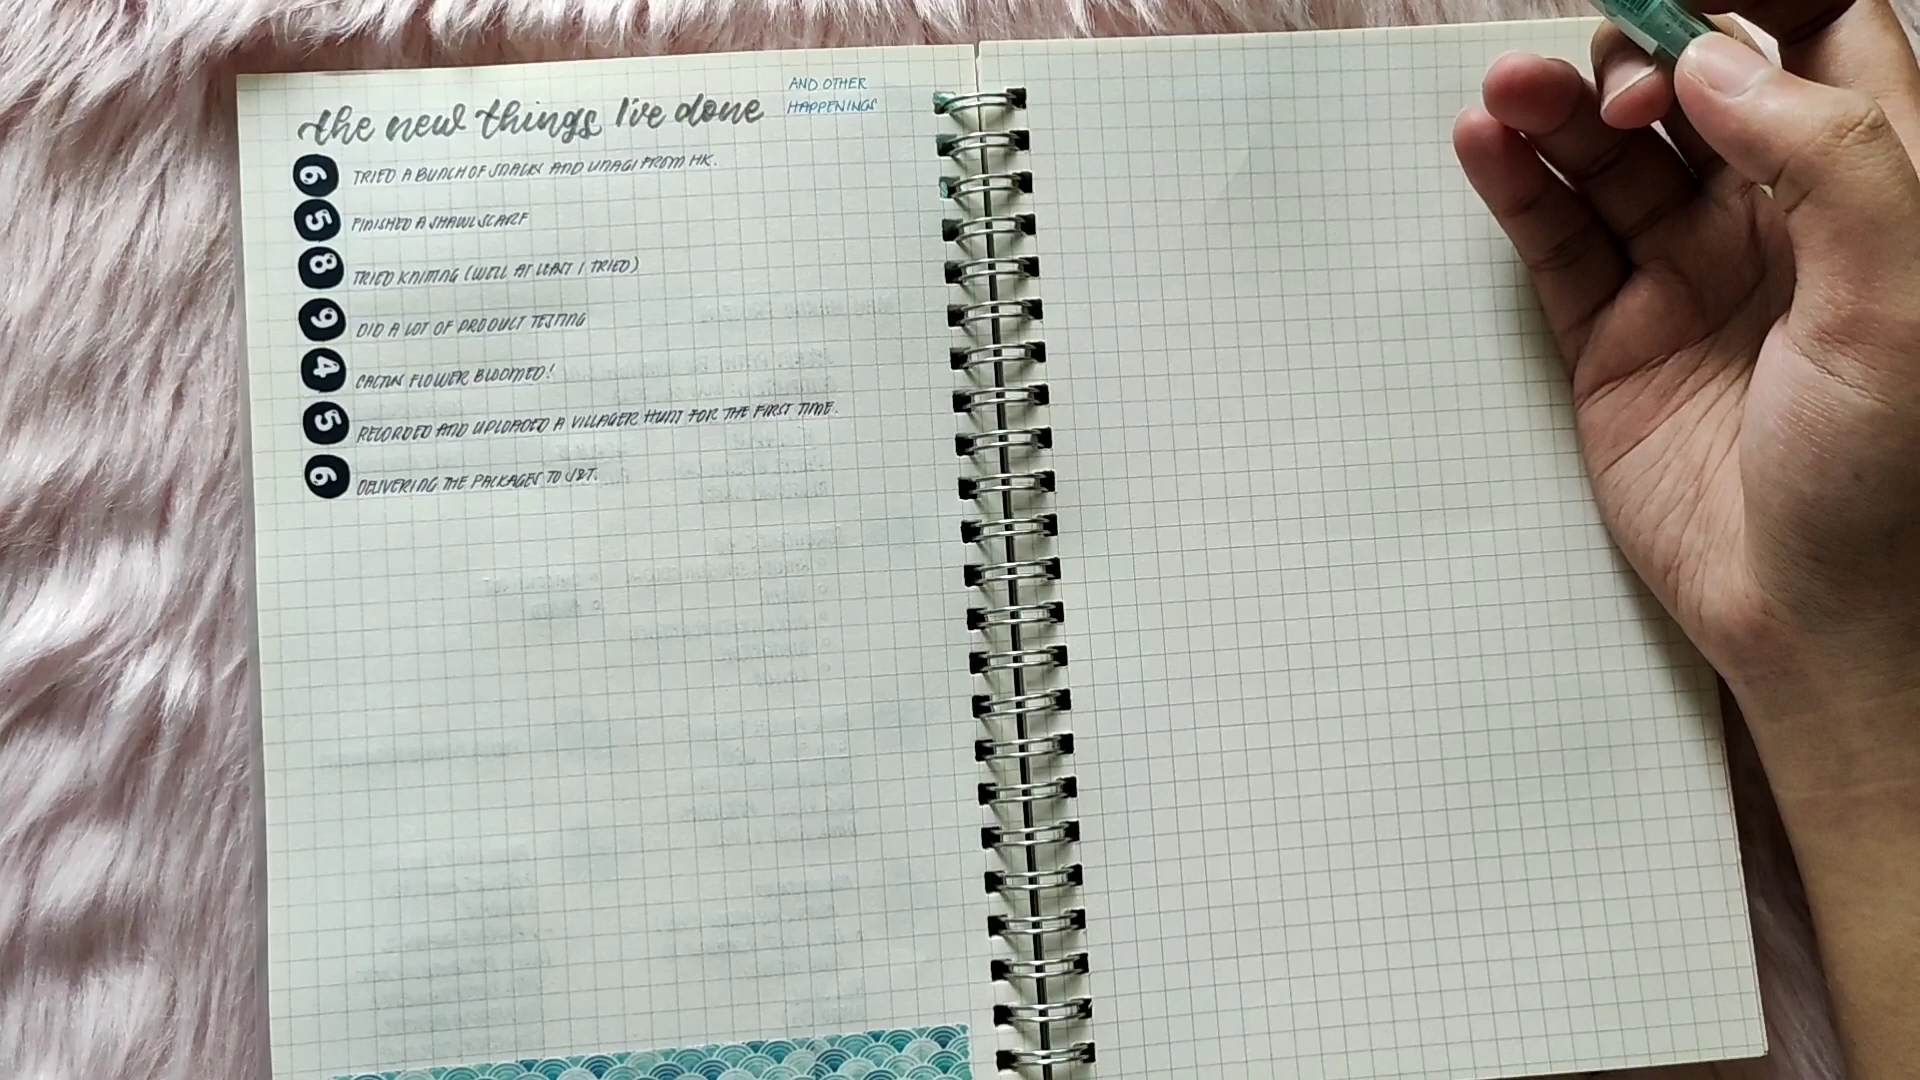 the new things I've done
AND OTHER
HAPPENINGS
6 TRIED A BUNCH OF SNACKS AND UNAGI FROM HK.
5 FINISHED A SHAWL SCARF
8 TRIED KNITTING (WELL AT LEAST I TRIED)
9 DID A LOT OF PRODUCT TESTING
4 CACTUS FLOWER BLOOMED!
5 RECORDED AND UPLOADED A VILLAGER HUNT FOR THE FIRST TIME.
6 DELIVERING THE PACKAGES TO J&T.